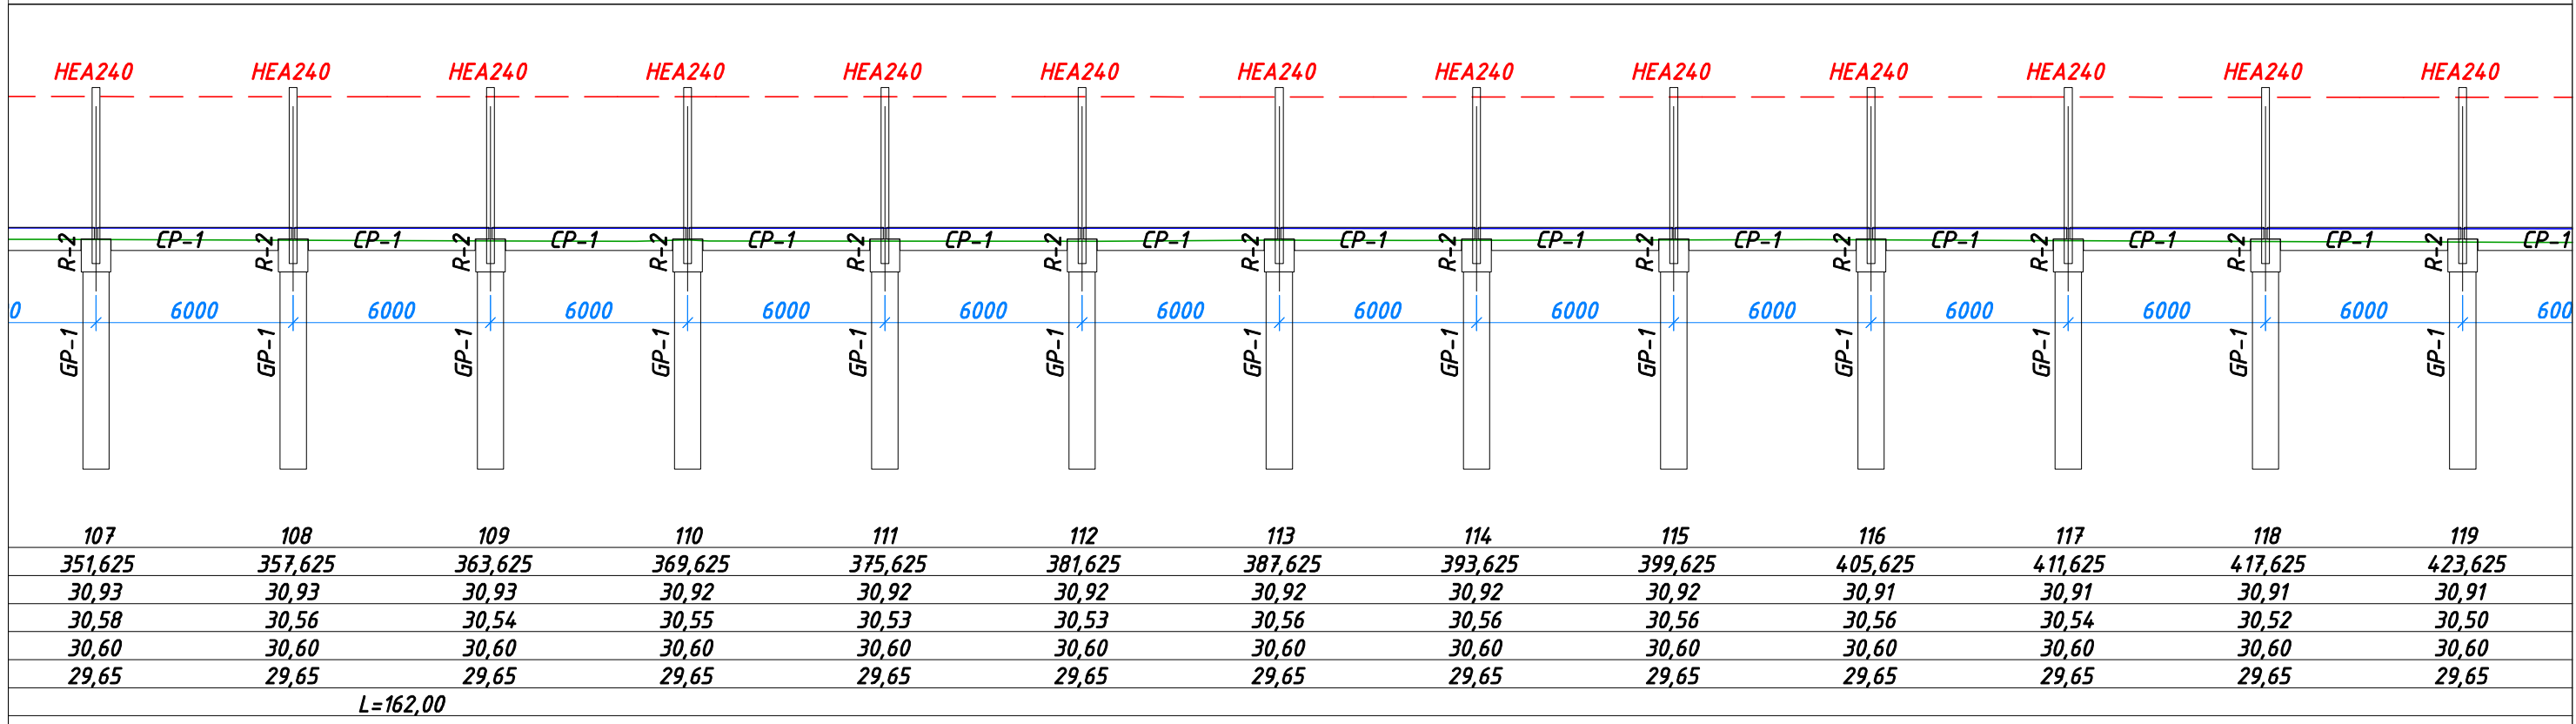 HEA240 HEA240 HEA240 HEA240 HEA240 HEA240 HEA240 HEA240 HEA240 HEA240 HEA240 HEA240 HEA240
R-2 CP-1 R-2 CP-1 R-2 CP-1 R-2 CP-1 R-2 CP-1 R-2 CP-1 R-2 CP-1 R-2 CP-1 R-2 CP-1 R-2 CP-1 R-2 CP-1 R-2 CP-1 R-2 CP-1
0 6000 6000 6000 6000 6000 6000 6000 6000 6000 6000 6000 6000 600
GP-1 GP-1 GP-1 GP-1 GP-1 GP-1 GP-1 GP-1 GP-1 GP-1 GP-1 GP-1 GP-1
107 108 109 110 111 112 113 114 115 116 117 118 119
351,625 357,625 363,625 369,625 375,625 381,625 387,625 393,625 399,625 405,625 411,625 417,625 423,625
30,93 30,93 30,93 30,92 30,92 30,92 30,92 30,92 30,92 30,91 30,91 30,91 30,91
30,58 30,56 30,54 30,55 30,53 30,53 30,56 30,56 30,56 30,56 30,54 30,52 30,50
30,60 30,60 30,60 30,60 30,60 30,60 30,60 30,60 30,60 30,60 30,60 30,60 30,60
29,65 29,65 29,65 29,65 29,65 29,65 29,65 29,65 29,65 29,65 29,65 29,65 29,65
L=162,00